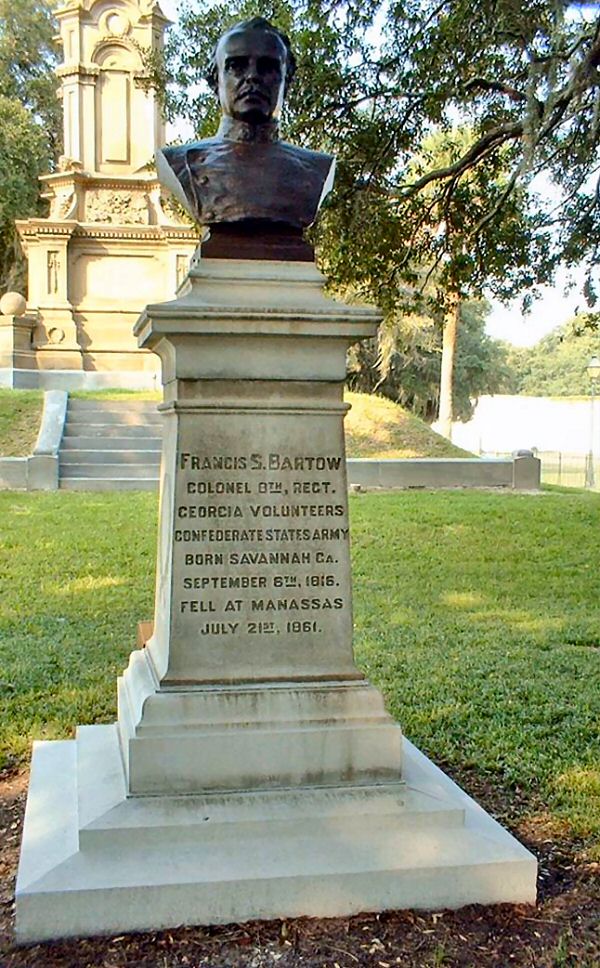 FRANCIS S. BARTOW
COLONEL 8TH, REGT.
GEORGIA VOLUNTEERS
CONFEDERATE STATES ARMY
BORN SAVANNAH GA.
SEPTEMBER 6TH, 1816.
FELL AT MANASSAS
JULY 21ST, 1861.